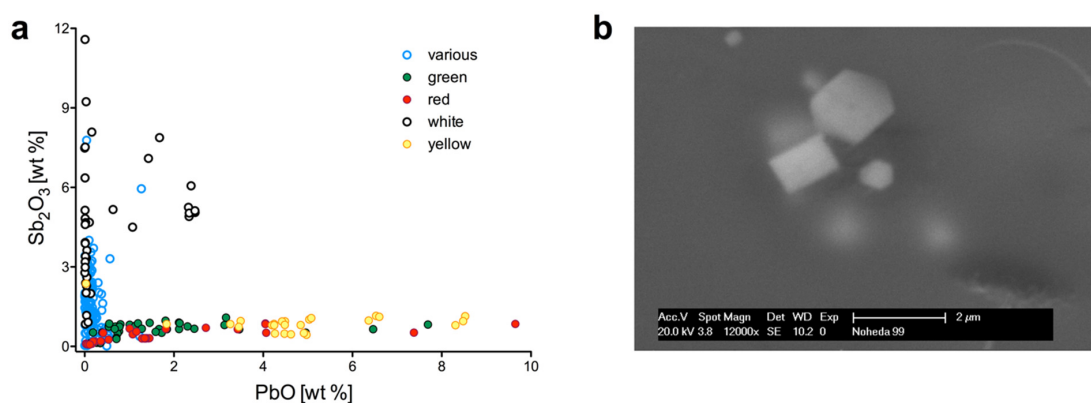 a
12
9
6
3
0
Sb₂O₃ [wt %]
various
green
red
white
yellow
0 2 4 6 8 10
PbO [wt %]
b
Acc.V Spot Magn Det WD Exp
20.0 kV 3.8 12000x SE 10.2 0 Noheda 99
2 µm